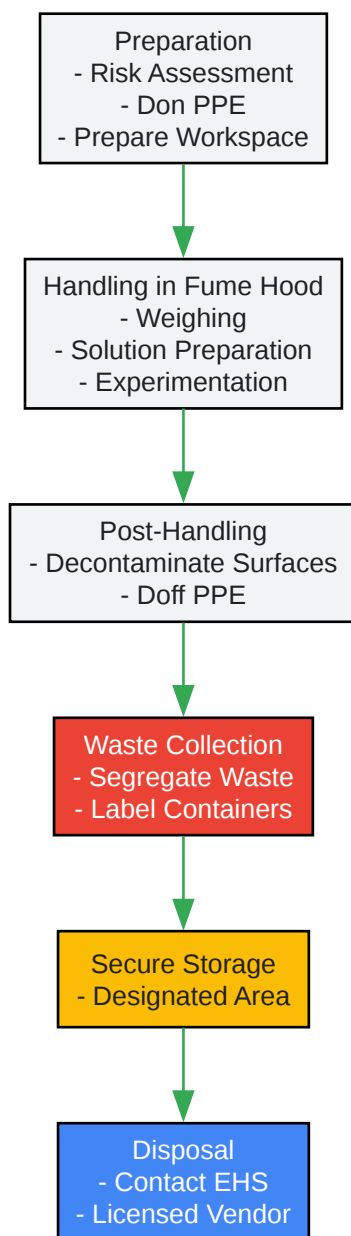 Preparation
- Risk Assessment
- Don PPE
- Prepare Workspace
Handling in Fume Hood
- Weighing
- Solution Preparation
- Experimentation
Post-Handling
- Decontaminate Surfaces
- Doff PPE
Waste Collection
- Segregate Waste
- Label Containers
Secure Storage
- Designated Area
Disposal
- Contact EHS
- Licensed Vendor